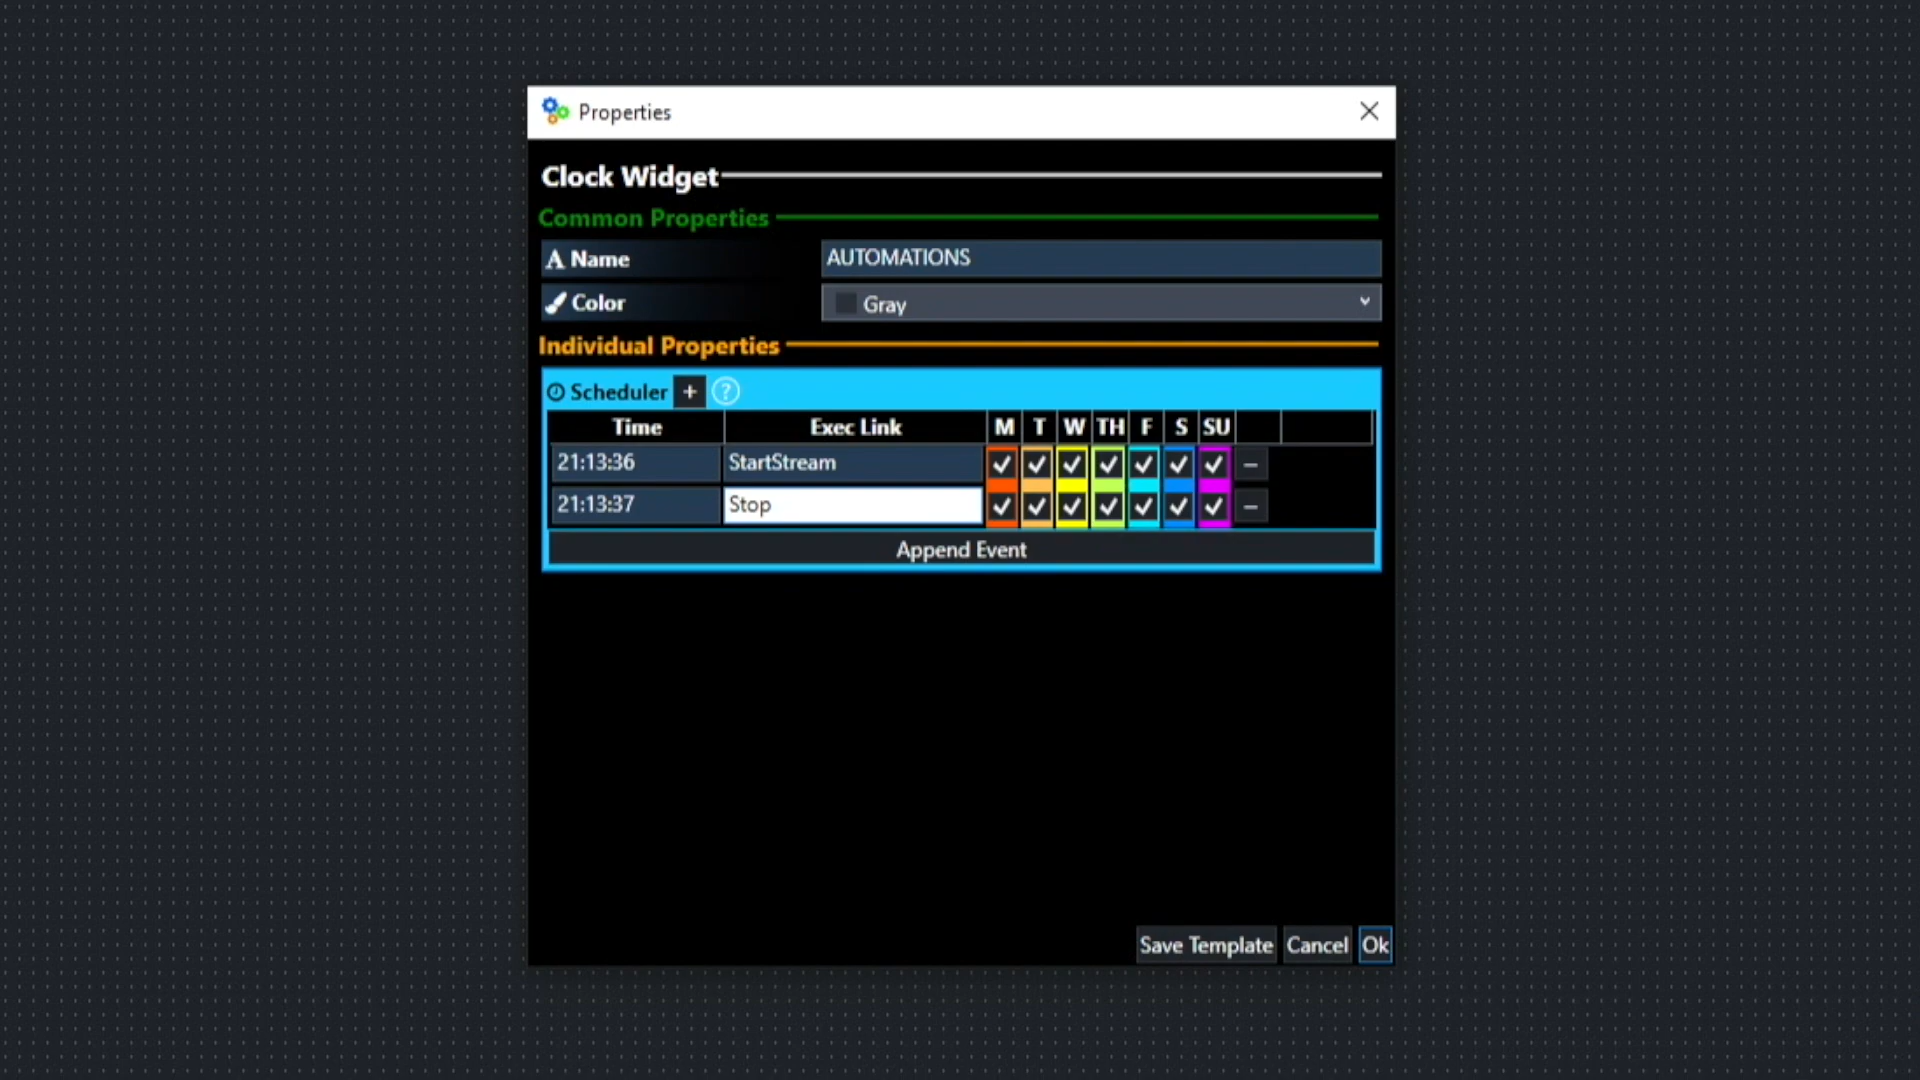 Properties
Clock Widget
Common Properties
Name AUTOMATIONS
Color Gray
Individual Properties
Scheduler + ?
Time Exec Link M T W TH F S SU
21:13:36 StartStream
21:13:37 Stop
Append Event
Save Template Cancel Ok